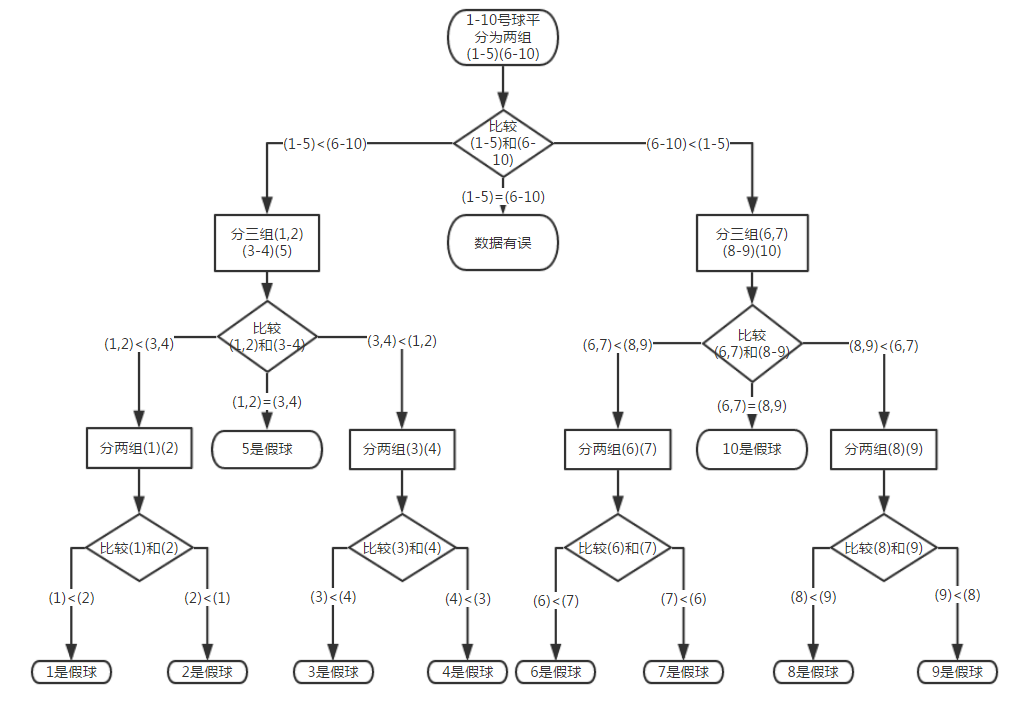 1-10号球平
分为两组
(1-5)(6-10)
比较
(1-5)和(6-
10)
(1-5)<(6-10)
(6-10)<(1-5)
(1-5)=(6-10)
分三组(1,2)
(3-4)(5)
数据有误
分三组(6,7)
(8-9)(10)
比较
(1,2)和(3-4)
比较
(6,7)和(8-9)
(1,2)<(3,4)
(3,4)<(1,2)
(6,7)<(8,9)
(8,9)<(6,7)
(1,2)=(3,4)
(6,7)=(8,9)
分两组(1)(2)
5是假球
分两组(3)(4)
分两组(6)(7)
10是假球
分两组(8)(9)
比较(1)和(2)
比较(3)和(4)
比较(6)和(7)
比较(8)和(9)
(1)<(2)
(2)<(1)
(3)<(4)
(4)<(3)
(6)<(7)
(7)<(6)
(8)<(9)
(9)<(8)
1是假球
2是假球
3是假球
4是假球
6是假球
7是假球
8是假球
9是假球